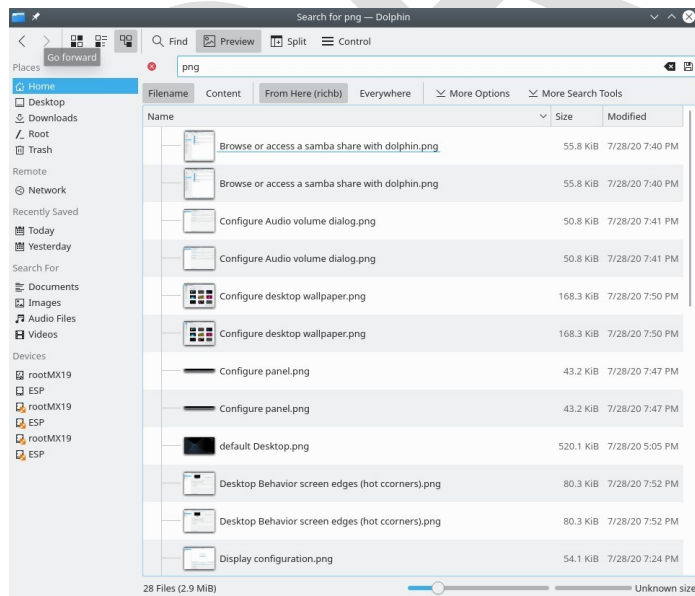 Search for png — Dolphin
Find Preview Split Control
Go forward
Places
Home
Desktop
Downloads
Root
Trash
Remote
Network
Recently Saved
Today
Yesterday
Search For
Documents
Images
Audio Files
Videos
Devices
rootMX19
ESP
rootMX19
ESP
rootMX19
ESP
png
Filename Content From Here (richb) Everywhere More Options More Search Tools
Name Size Modified
Browse or access a samba share with dolphin.png 55.8 KiB 7/28/20 7:40 PM
Browse or access a samba share with dolphin.png 55.8 KiB 7/28/20 7:40 PM
Configure Audio volume dialog.png 50.8 KiB 7/28/20 7:41 PM
Configure Audio volume dialog.png 50.8 KiB 7/28/20 7:41 PM
Configure desktop wallpaper.png 168.3 KiB 7/28/20 7:50 PM
Configure desktop wallpaper.png 168.3 KiB 7/28/20 7:50 PM
Configure panel.png 43.2 KiB 7/28/20 7:47 PM
Configure panel.png 43.2 KiB 7/28/20 7:47 PM
default Desktop.png 520.1 KiB 7/28/20 5:05 PM
Desktop Behavior screen edges (hot ccorners).png 80.3 KiB 7/28/20 7:52 PM
Desktop Behavior screen edges (hot ccorners).png 80.3 KiB 7/28/20 7:52 PM
Display configuration.png 54.1 KiB 7/28/20 7:24 PM
28 Files (2.9 MiB) Unknown size